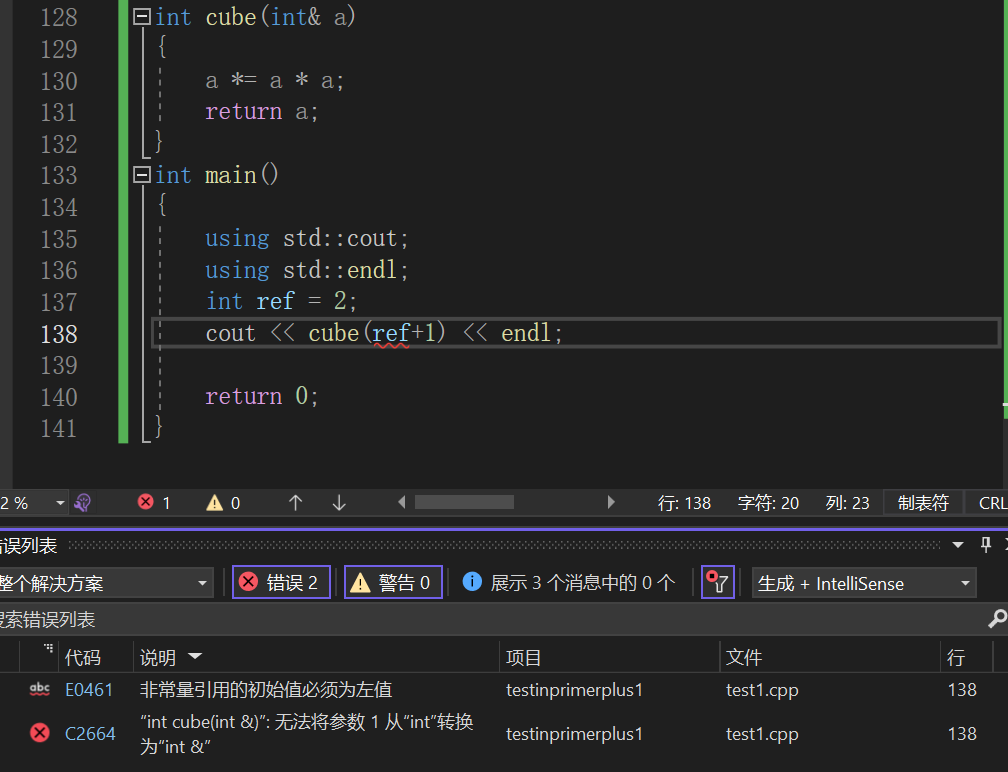 128 int cube(int& a)
129 {
130 a *= a * a;
131 return a;
132 }
133 int main()
134 {
135 using std::cout;
136 using std::endl;
137 int ref = 2;
138 cout << cube(ref+1) << endl;
139
140 return 0;
141 }
2 % 1 0 行: 138 字符: 20 列: 23 制表符 CRL
误列表
整个解决方案 错误 2 警告 0 展示 3 个消息中的 0 个 生成 + IntelliSense
搜索错误列表
代码 说明 项目 文件 行
abc E0461 非常量引用的初始值必须为左值 testinprimerplus1 test1.cpp 138
C2664 “int cube(int &)”: 无法将参数 1 从“int”转换为“int &” testinprimerplus1 test1.cpp 138